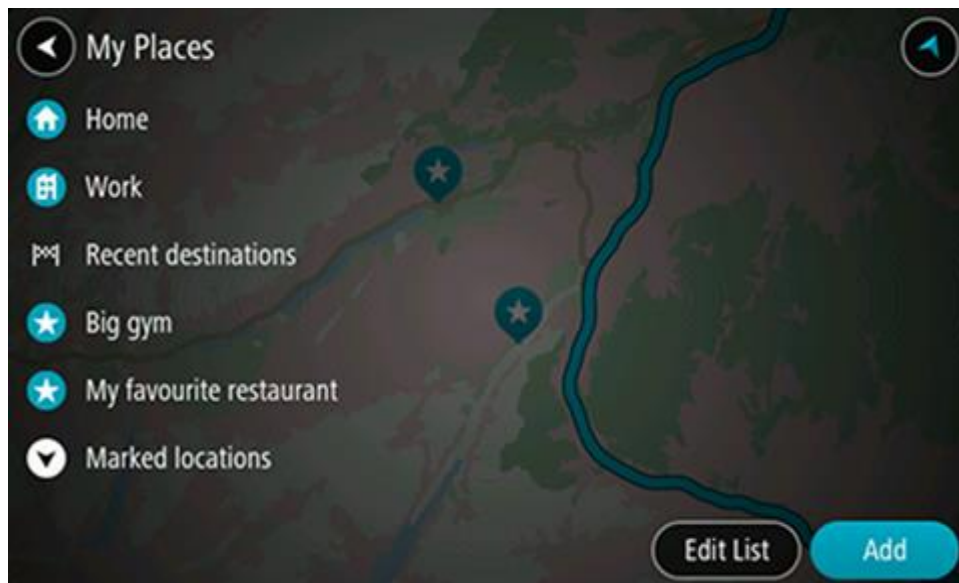 My Places
Home
Work
Recent destinations
Big gym
My favourite restaurant
Marked locations
Edit List
Add